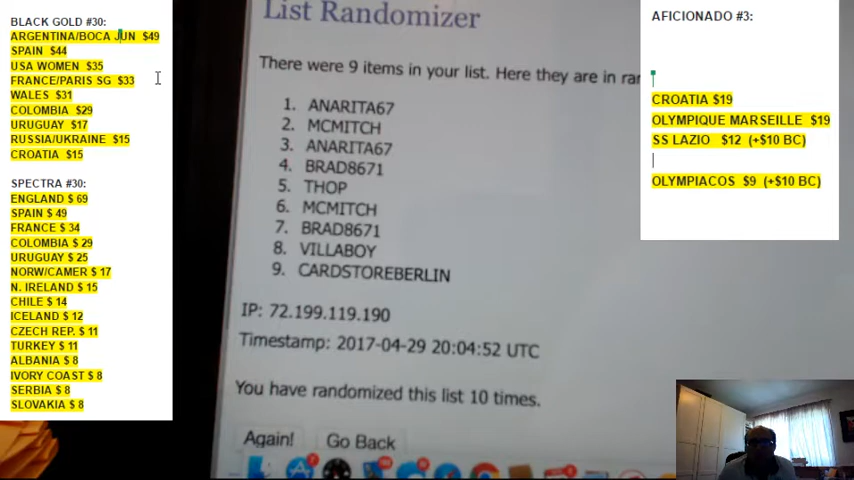 BLACK GOLD #30:
ARGENTINA/BOCA JUN $49
SPAIN $44
USA WOMEN $35
FRANCE/PARIS SG $33
WALES $31
COLOMBIA $29
URUGUAY $17
RUSSIA/UKRAINE $15
CROATIA $15
SPECTRA #30:
ENGLAND $ 69
SPAIN $ 49
FRANCE $ 34
COLOMBIA $ 29
URUGUAY $ 25
NORW/CAMER $ 17
N. IRELAND $ 15
CHILE $ 14
ICELAND $ 12
CZECH REP. $ 11
TURKEY $ 11
ALBANIA $ 8
IVORY COAST $ 8
SERBIA $ 8
SLOVAKIA $ 8
List Randomizer
There were 9 items in your list. Here they are in
1. ANARITA67
2. MCMITCH
3. ANARITA67
4. BRAD8671
5. THOP
6. MCMITCH
7. BRAD8671
8. VILLABOY
9. CARDSTOREBERLIN
IP: 72.199.119.190
Timestamp: 2017-04-29 20:04:52 UTC
You have randomized this list 10 times.
Again! Go Back
AFICIONADO #3:
CROATIA $19
OLYMPIQUE MARSEILLE $19
SS LAZIO $12 (+$10 BC)
OLYMPIACOS $9 (+$10 BC)